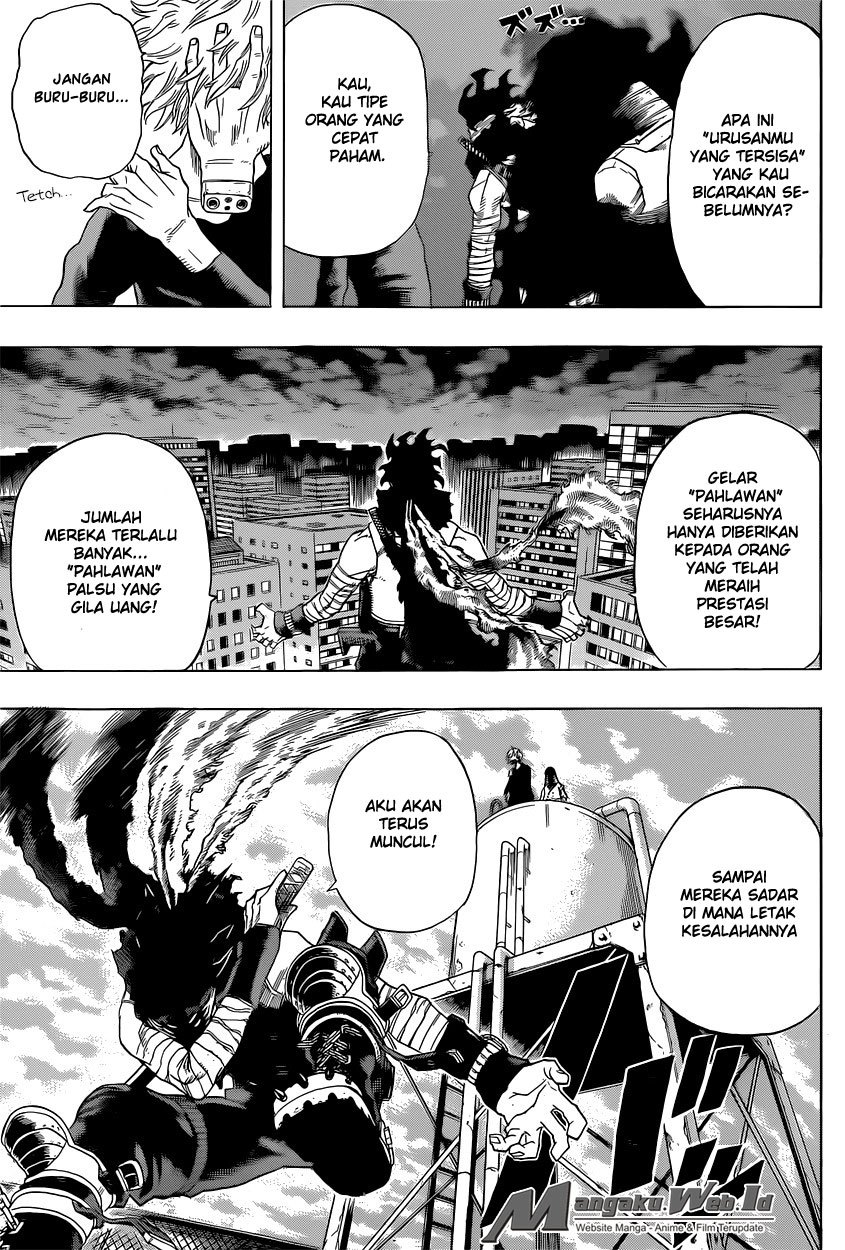 ズズ…
APA INI
"URUSANMU
YANG TERSISA"
YANG KAU
BICARAKAN SE-
BELUMNYA?
KAU,
KAU TIPE
ORANG YANG
CEPAT
PAHAM.
JANGAN
BURU-BURU...
Tetch...
GELAR
"PAHLAWAN"
SEHARUSNYA
HANYA DIBERIKAN
KEPADA ORANG
YANG TELAH
MERAIH
PRESTASI
BESAR!
JUMLAH
MEREKA TERLALU
BANYAK...
"PAHLAWAN"
PALSU YANG
GILA UANG!
SAMPAI
MEREKA SADAR
DI MANA LETAK
KESALAHANNYA
AKU AKAN
TERUS
MUNCUL!
Mangaku Web.Id
Website Manga - Anime & Film Terupdate